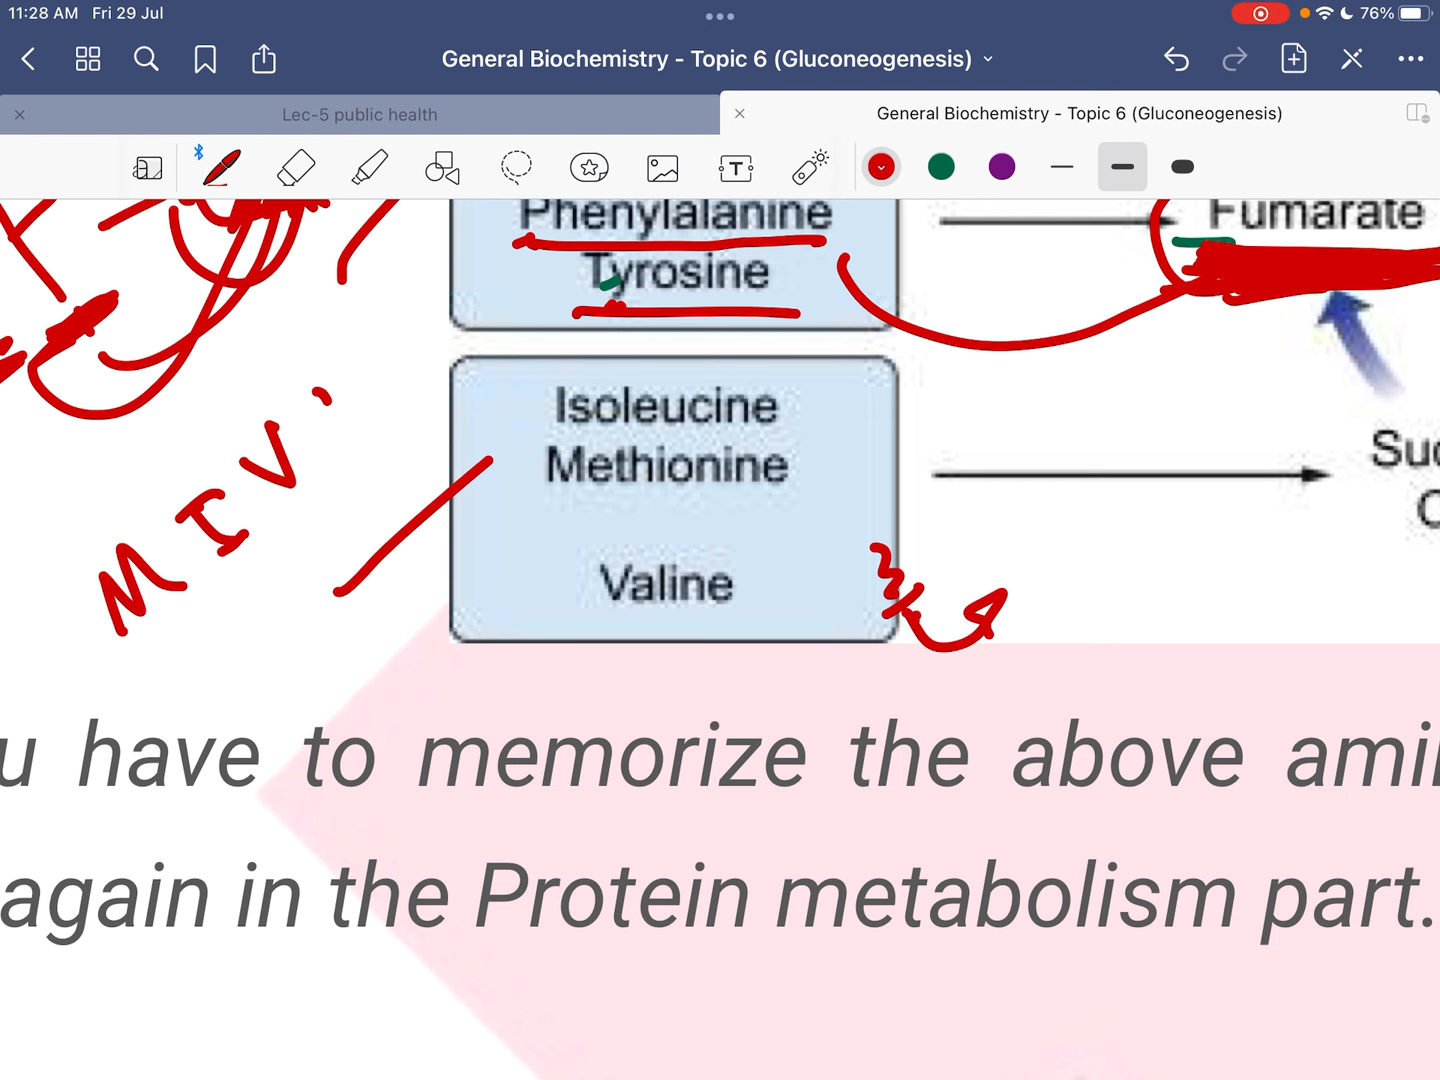 11:28 AM Fri 29 Jul
76%
General Biochemistry - Topic 6 (Gluconeogenesis)
Lec-5 public health
General Biochemistry - Topic 6 (Gluconeogenesis)
Phenylalanine
Fumarate
Tyrosine
Isoleucine
Methionine
Suc
C
Valine
M I V
u have to memorize the above ami
again in the Protein metabolism part.